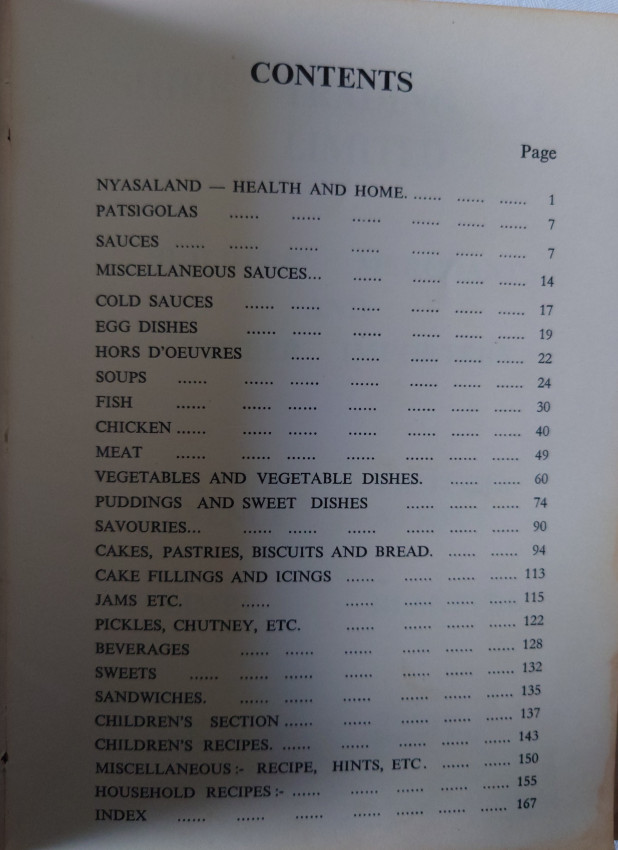 CONTENTS
Page
NYASALAND — HEALTH AND HOME. ...... ...... ...... 1
PATSIGOLAS ...... ...... ...... ...... ...... 7
SAUCES ...... ...... ...... ...... ...... ...... 7
MISCELLANEOUS SAUCES... ...... ...... ...... 14
COLD SAUCES ...... ...... ...... ...... ...... 17
EGG DISHES ...... ...... ...... ...... ...... 19
HORS D'OEUVRES ...... ...... ...... ...... 22
SOUPS ...... ...... ...... ...... ...... ...... 24
FISH ...... ...... ...... ...... ...... ...... 30
CHICKEN ...... ...... ...... ...... ...... ...... 40
MEAT ...... ...... ...... ...... ...... ...... 49
VEGETABLES AND VEGETABLE DISHES. ...... ...... 60
PUDDINGS AND SWEET DISHES ...... ...... ...... 74
SAVOURIES... ...... ...... ...... ...... ...... 90
CAKES, PASTRIES, BISCUITS AND BREAD. ...... ...... 94
CAKE FILLINGS AND ICINGS ...... ...... ...... ...... 113
JAMS ETC. ...... ...... ...... ...... ...... 115
PICKLES, CHUTNEY, ETC. ...... ...... ...... ...... 122
BEVERAGES ...... ...... ...... ...... ...... ...... 128
SWEETS ...... ...... ...... ...... ...... ...... ...... 132
SANDWICHES. ...... ...... ...... ...... ...... ...... 135
CHILDREN'S SECTION ...... ...... ...... ...... ...... 137
CHILDREN'S RECIPES. ...... ...... ...... ...... ...... 143
MISCELLANEOUS :- RECIPE, HINTS, ETC. ...... ...... 150
HOUSEHOLD RECIPES :- ...... ...... ...... ...... ...... 155
INDEX ...... ...... ...... ...... ...... ...... 167